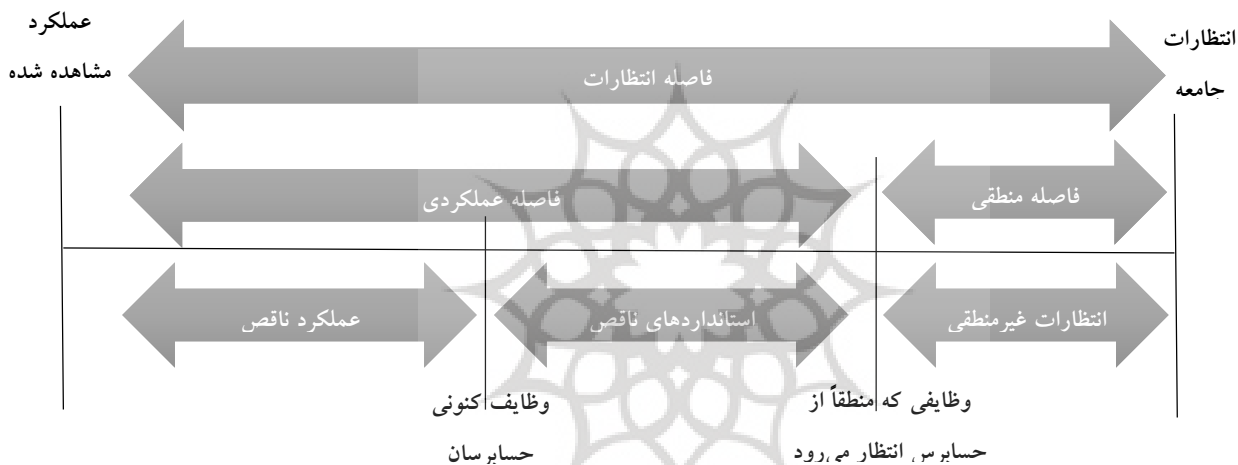 انتظارات
جامعه
عملکرد
مشاهده شده
فاصله انتظارات
فاصله منطقی
فاصله عملکردی
انتظارات غیرمنطقی
استانداردهای ناقص
عملکرد ناقص
وظایفی که منطقاً از
حسابرس انتظار می‌رود
وظایف کنونی
حسابرسان